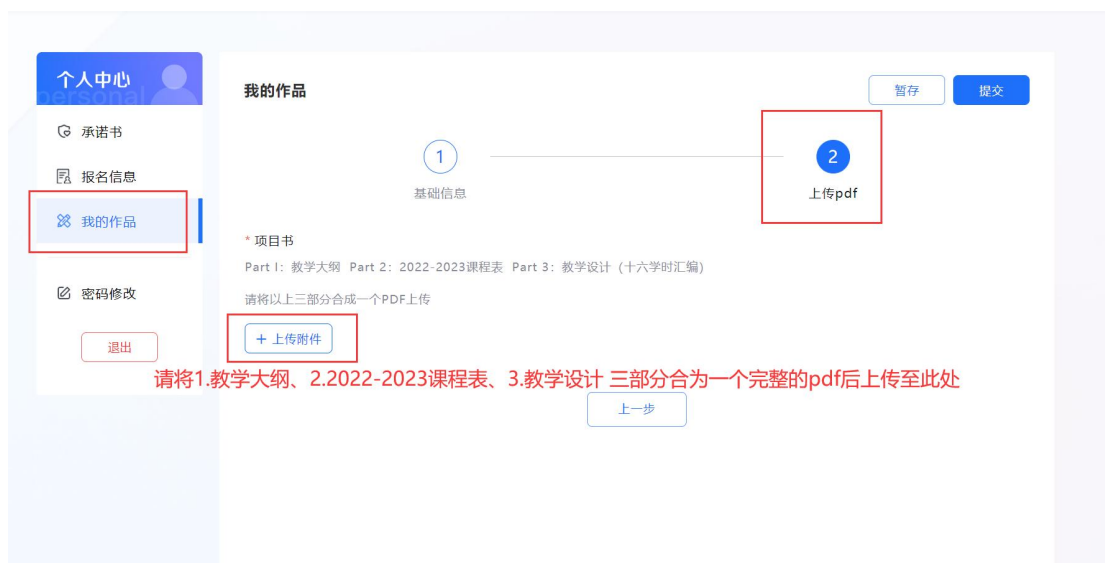 个人中心
personal
承诺书
报名信息
我的作品
密码修改
退出
我的作品
暂存
提交
1
2
基础信息
上传pdf
* 项目书
Part I: 教学大纲 Part 2: 2022-2023课程表 Part 3: 教学设计 (十六学时汇编)
请将以上三部分合成一个PDF上传
+ 上传附件
请将1.教学大纲、2.2022-2023课程表、3.教学设计 三部分合为一个完整的pdf后上传至此处
上一步